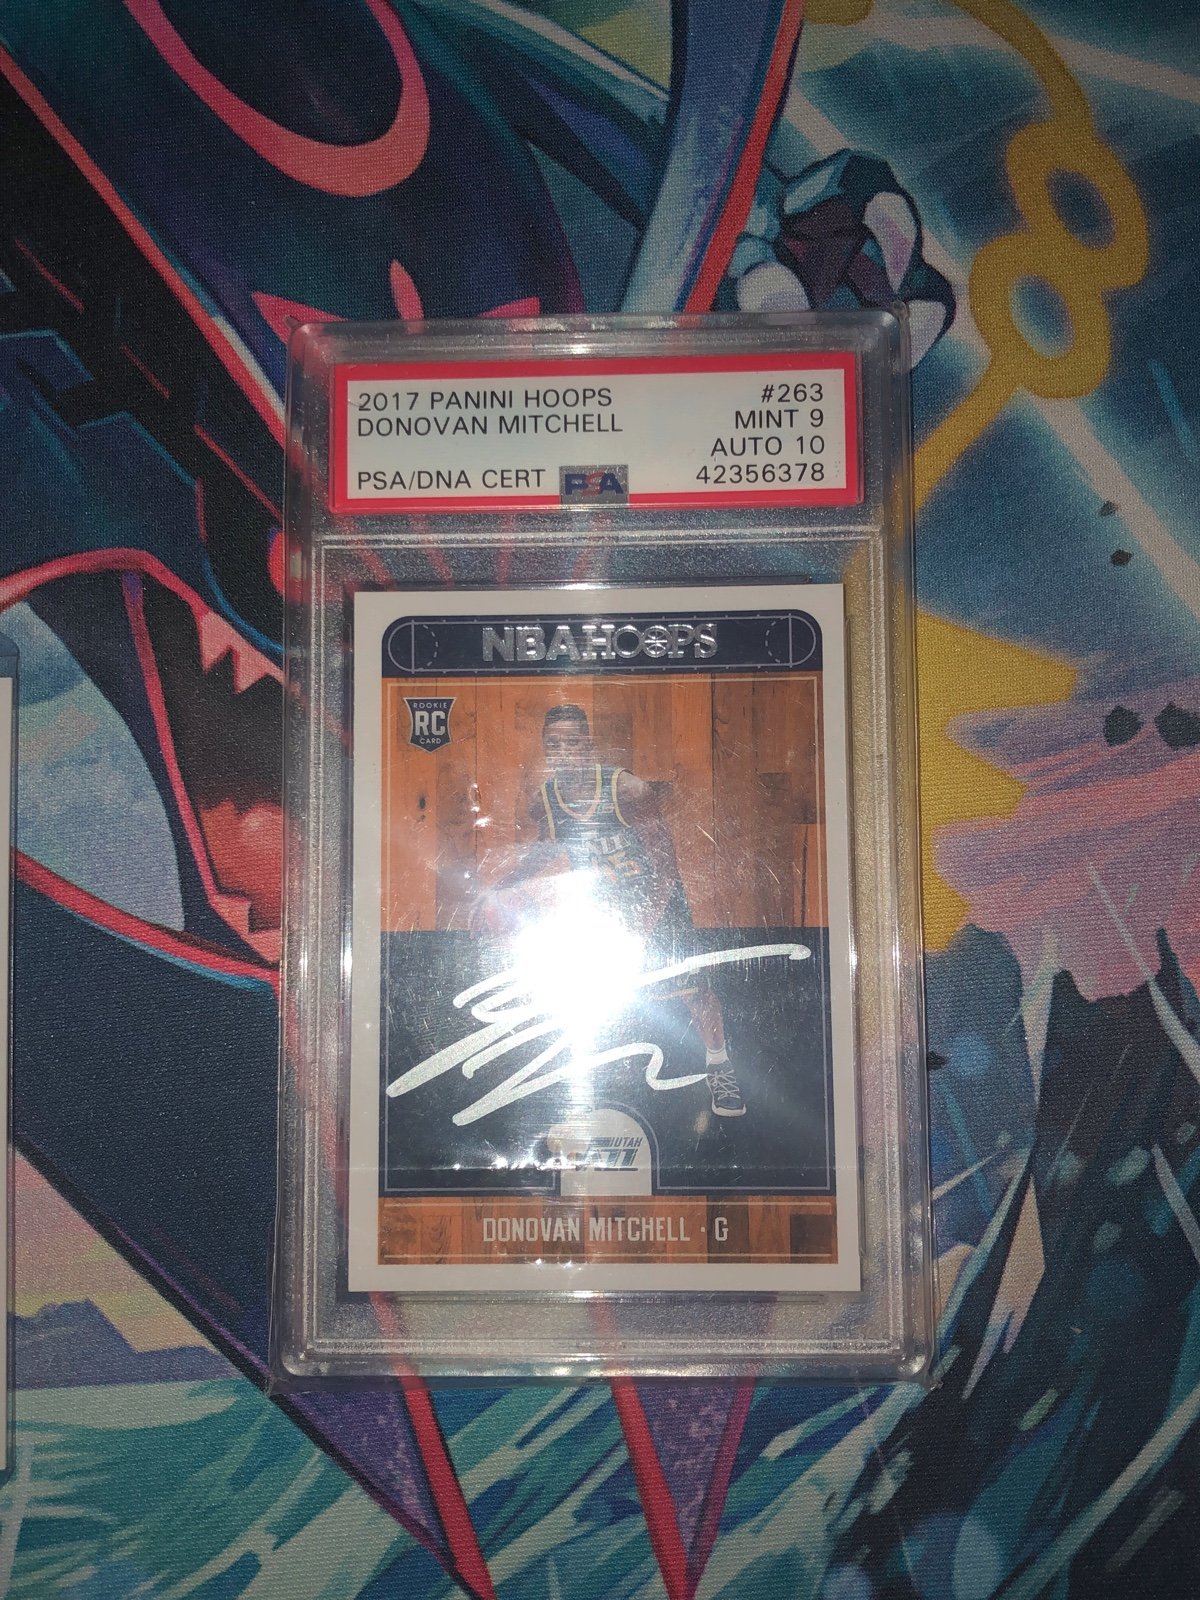 2017 PANINI HOOPS #263
DONOVAN MITCHELL MINT 9
AUTO 10
PSA/DNA CERT PSA 42356378
NBA HOOPS
ROOKIE
RC
CARD
UTAH
DONOVAN MITCHELL · G